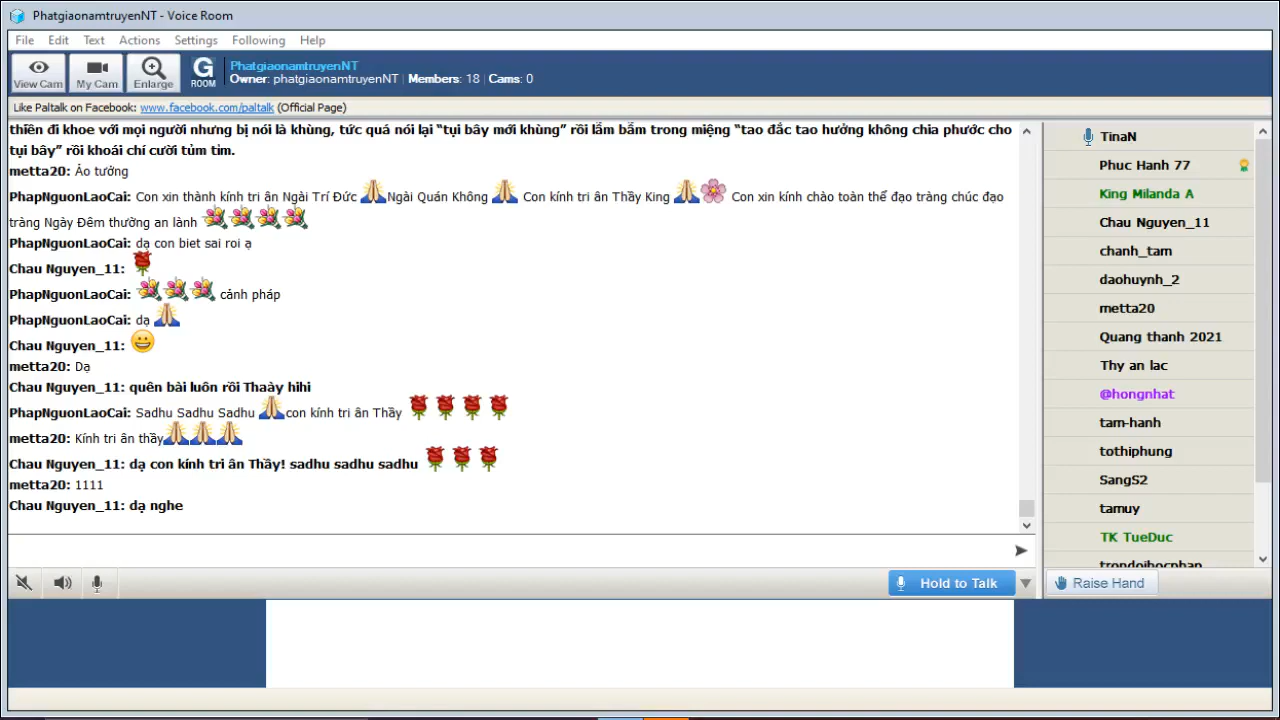 PhatgiaonamtruyenNT - Voice Room
File Edit Text Actions Settings Following Help
View Cam My Cam Enlarge
G ROOM
PhatgiaonamtruyenNT
Owner: phatgiaonamtruyenNT | Members: 18 | Cams: 0
Like Paltalk on Facebook: www.facebook.com/paltalk (Official Page)
thiền đi khoe với mọi người nhưng bị nói là khùng, tức quá nói lại “tụi bây mới khùng” rồi lẩm bẩm trong miệng “tao đắc tao hưởng không chia phước cho
tụi bây” rồi khoái chí cười tủm tỉm.
metta20: Ảo tưởng
PhapNguonLaoCai: Con xin thành kính tri ân Ngài Trí Đức 🙏Ngài Quán Không 🙏 Con kính tri ân Thầy King 🙏🌸 Con xin kính chào toàn thể đạo tràng chúc đạo
tràng Ngày Đêm thường an lành 💐💐💐💐
PhapNguonLaoCai: dạ con biet sai roi ạ
Chau Nguyen_11: 🌹
PhapNguonLaoCai: 💐💐💐 cảnh pháp
PhapNguonLaoCai: dạ 🙏
Chau Nguyen_11: 😀
metta20: Dạ
Chau Nguyen_11: quên bài luôn rồi Thaày hihi
PhapNguonLaoCai: Sadhu Sadhu Sadhu 🙏con kính tri ân Thầy 🌹🌹🌹🌹
metta20: Kính tri ân thầy🙏🙏🙏
Chau Nguyen_11: dạ con kính tri ân Thầy! sadhu sadhu sadhu 🌹🌹🌹
metta20: 1111
Chau Nguyen_11: dạ nghe
Hold to Talk
TinaN
Phuc Hanh 77
King Milanda A
Chau Nguyen_11
chanh_tam
daohuynh_2
metta20
Quang thanh 2021
Thy an lac
@hongnhat
tam-hanh
tothiphung
SangS2
tamuy
TK TueDuc
trondoihocphap
Raise Hand